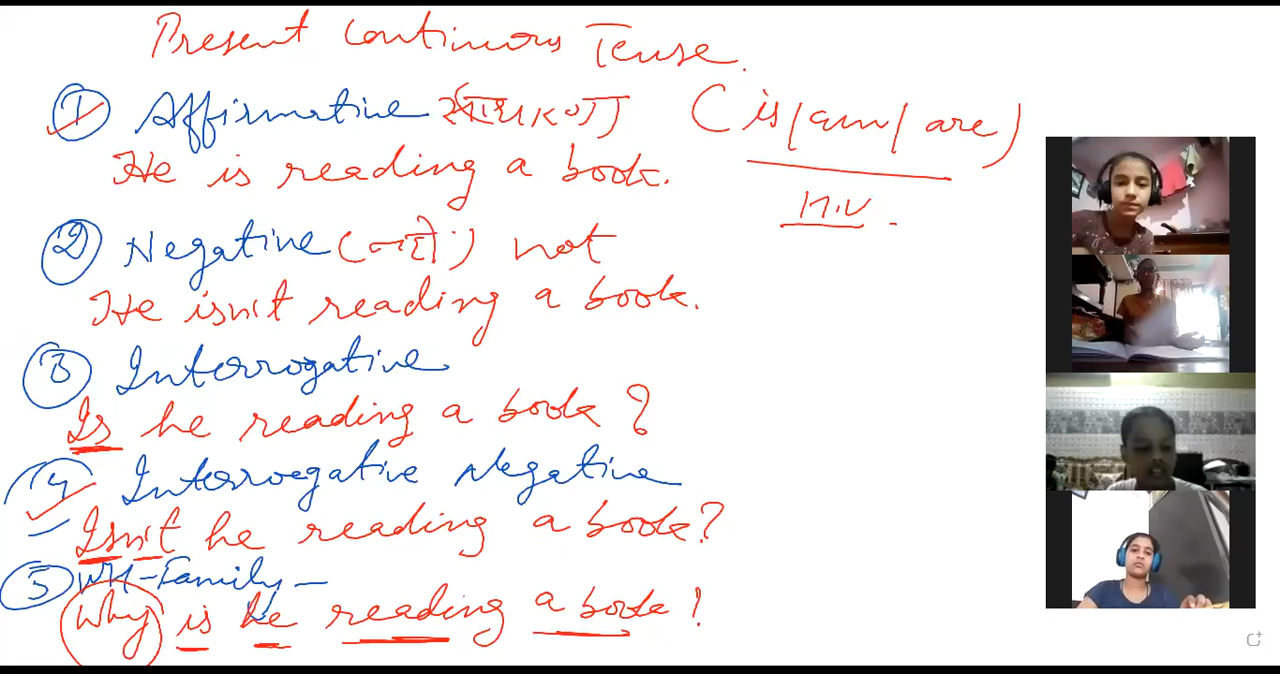 Present Continuous Tense.
① Affirmative (is/am/are)
He is reading a book. H.V.
② Negative not
He isn't reading a book.
③ Interrogative
Is he reading a book?
④ Interroegative Negative
Isn't he reading a book?
⑤ WH-Family—
Why is he reading a book?